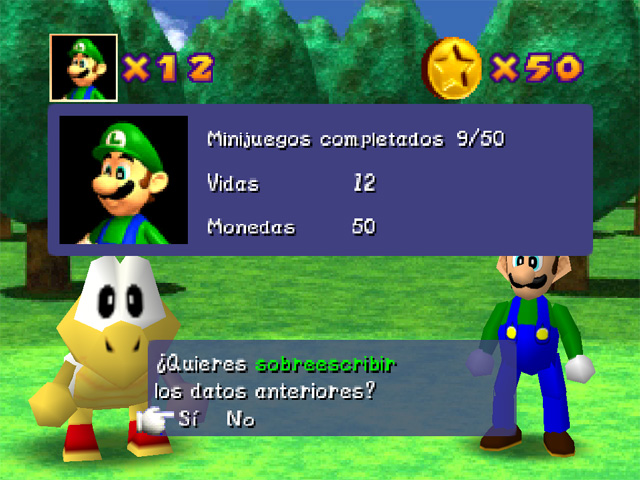 ×12
×50
L
Minijuegos completados 9/50
Vidas 12
Monedas 50
¿Quieres sobreescribir
los datos anteriores?
Sí No